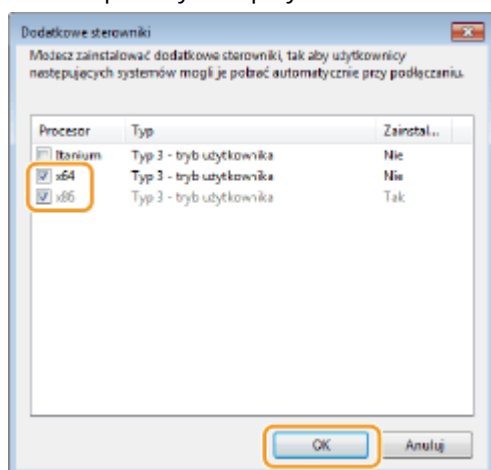 Dodatkowe sterowniki
Możesz zainstalować dodatkowe sterowniki, tak aby użytkownicy
następujących systemów mogli je pobrać automatycznie przy podłączaniu.
Procesor Typ Zainstal...
Itanium Typ 3 - tryb użytkownika Nie
x64 Typ 3 - tryb użytkownika Nie
x86 Typ 3 - tryb użytkownika Tak
OK Anuluj